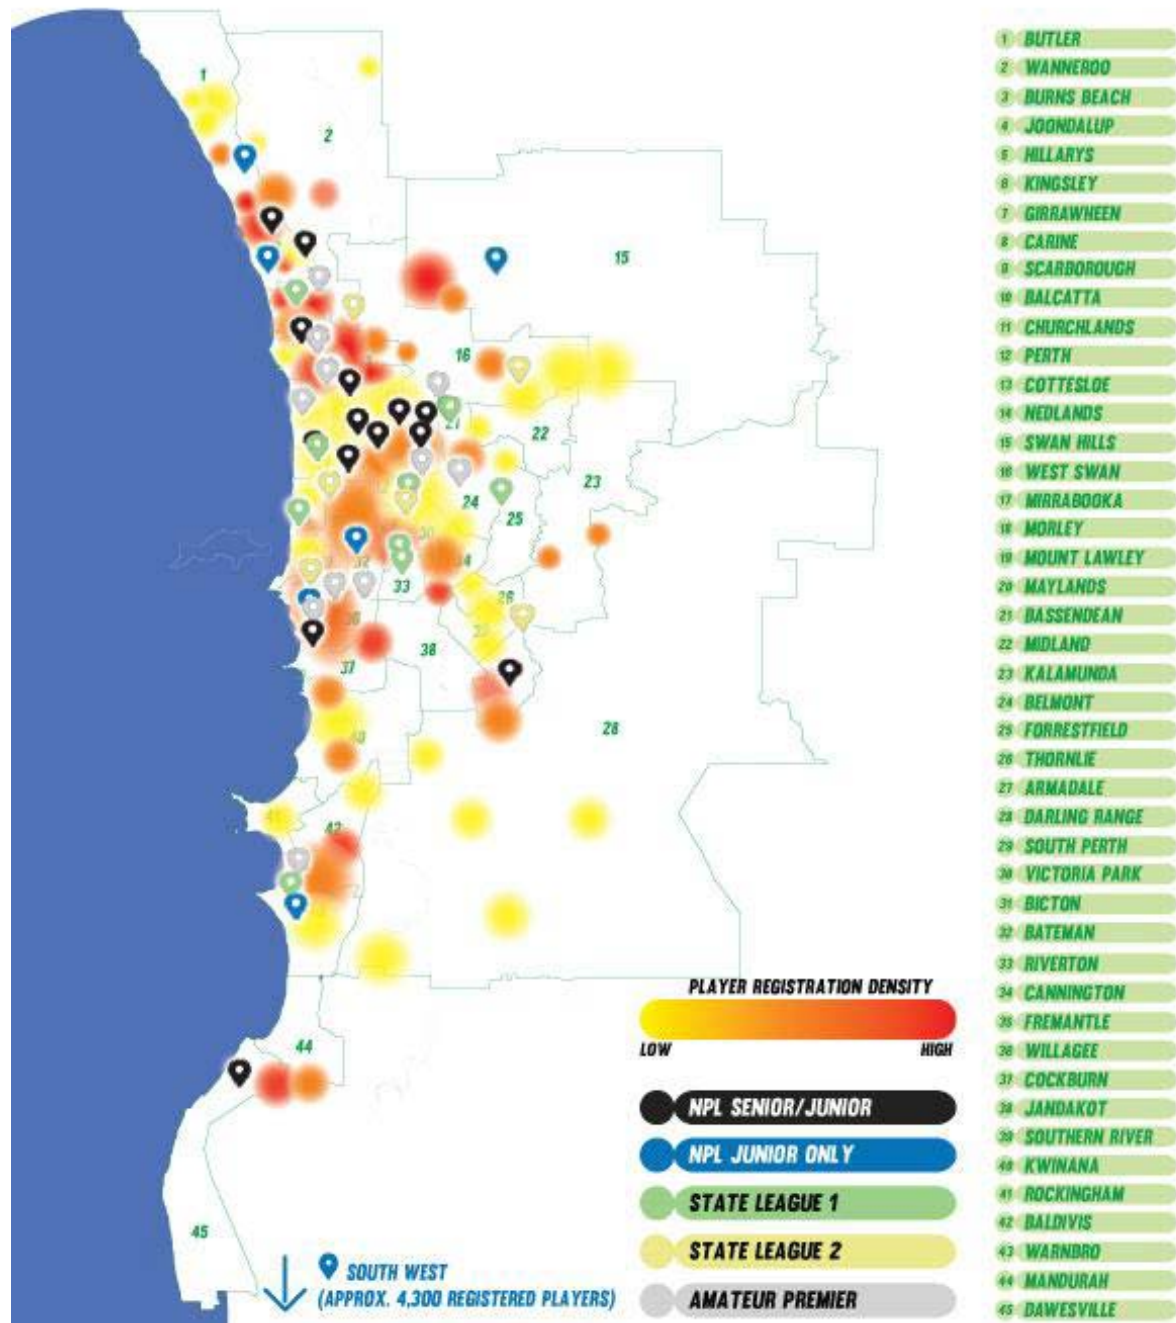 1
2
15
16
21
22
23
24
25
30
32
33
34
36
37
38
28
40
41
42
44
45
PLAYER REGISTRATION DENSITY
LOW HIGH
NPL SENIOR/JUNIOR
NPL JUNIOR ONLY
STATE LEAGUE 1
STATE LEAGUE 2
AMATEUR PREMIER
SOUTH WEST
(APPROX. 4,300 REGISTERED PLAYERS)
1 BUTLER
2 WANNEROO
3 BURNS BEACH
4 JOONDALUP
5 HILLARYS
6 KINGSLEY
7 GIRRAWHEEN
8 CARINE
9 SCARBOROUGH
10 BALCATTA
11 CHURCHLANDS
12 PERTH
13 COTTESLOE
14 NEDLANDS
15 SWAN HILLS
16 WEST SWAN
17 MIRRABOOKA
18 MORLEY
19 MOUNT LAWLEY
20 MAYLANDS
21 BASSENDEAN
22 MIDLAND
23 KALAMUNDA
24 BELMONT
25 FORRESTFIELD
26 THORNLIE
27 ARMADALE
28 DARLING RANGE
29 SOUTH PERTH
30 VICTORIA PARK
31 BICTON
32 BATEMAN
33 RIVERTON
34 CANNINGTON
35 FREMANTLE
36 WILLAGEE
37 COCKBURN
38 JANDAKOT
39 SOUTHERN RIVER
40 KWINANA
41 ROCKINGHAM
42 BALDIVIS
43 WARNBRO
44 MANDURAH
45 DAWESVILLE